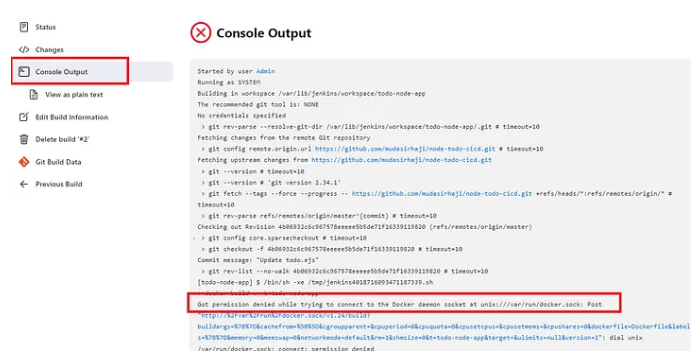 Status
Changes
Console Output
View as plain text
Edit Build Information
Delete build '#2'
Git Build Data
Previous Build
Console Output
Started by user Admin
Running as SYSTEM
Building in workspace /var/lib/jenkins/workspace/todo-node-app
The recommended git tool is: NONE
No credentials specified
> git rev-parse --resolve-git-dir /var/lib/jenkins/workspace/todo-node-app/.git # timeout=10
Fetching changes from the remote Git repository
> git config remote.origin.url https://github.com/mudasirhaji/node-todo-cicd.git # timeout=10
Fetching upstream changes from https://github.com/mudasirhaji/node-todo-cicd.git
> git --version # timeout=10
> git --version # 'git version 2.34.1'
> git fetch --tags --force --progress -- https://github.com/mudasirhaji/node-todo-cicd.git +refs/heads/*:refs/remotes/origin/* #
timeout=10
> git rev-parse refs/remotes/origin/master^{commit} # timeout=10
Checking out Revision 4b06932c6c967578eeeee5b5de71f16339119820 (refs/remotes/origin/master)
> git config core.sparsecheckout # timeout=10
> git checkout -f 4b06932c6c967578eeeee5b5de71f16339119820 # timeout=10
Commit message: "Update todo.ejs"
> git rev-list --no-walk 4b06932c6c967578eeeee5b5de71f16339119820 # timeout=10
[todo-node-app] $ /bin/sh -xe /tmp/jenkins4018716093471187339.sh
Got permission denied while trying to connect to the Docker daemon socket at unix:///var/run/docker.sock: Post
"http://%2Fvar%2Frun%2Fdocker.sock/v1.24/build?
buildargs=%7B%7D&cachefrom=%5B%5D&cgroupparent=&cpuperiod=0&cpuquota=0&cpusetcpus=&cpusetmems=&cpushares=0&dockerfile=Dockerfile&label
s=%7B%7D&memory=0&memswap=0&networkmode=default&rm=1&shmsize=0&t=todo-node-app&target=&ulimits=null&version=1": dial unix
/var/run/docker.sock: connect: permission denied